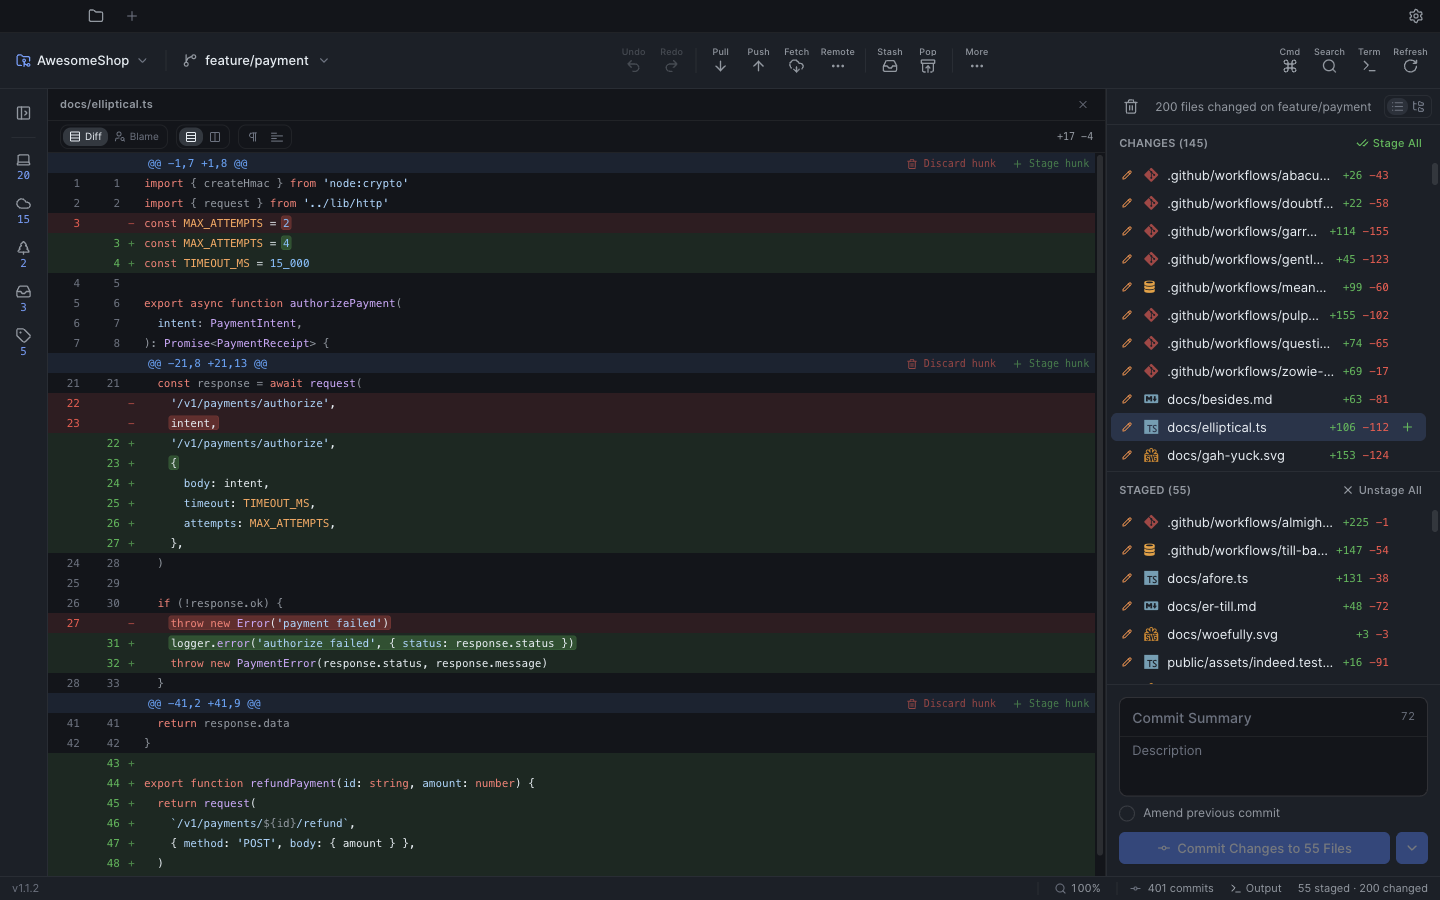 AwesomeShop
feature/payment
Undo
Redo
Pull
Push
Fetch
Remote
Stash
Pop
More
Cmd
Search
Term
Refresh
20
15
2
3
5
docs/elliptical.ts
Diff
Blame
+17 −4
@@ −1,7 +1,8 @@ Discard hunk + Stage hunk
1 1 import { createHmac } from 'node:crypto'
2 2 import { request } from '../lib/http'
3 − const MAX_ATTEMPTS = 2
3 + const MAX_ATTEMPTS = 4
4 + const TIMEOUT_MS = 15_000
4 5
5 6 export async function authorizePayment(
6 7 intent: PaymentIntent,
7 8 ): Promise<PaymentReceipt> {
@@ −21,8 +21,13 @@ Discard hunk + Stage hunk
21 21 const response = await request(
22 − '/v1/payments/authorize',
23 − intent,
22 + '/v1/payments/authorize',
23 + {
24 + body: intent,
25 + timeout: TIMEOUT_MS,
26 + attempts: MAX_ATTEMPTS,
27 + },
24 28 )
25 29
26 30 if (!response.ok) {
27 − throw new Error('payment failed')
31 + logger.error('authorize failed', { status: response.status })
32 + throw new PaymentError(response.status, response.message)
28 33 }
@@ −41,2 +41,9 @@ Discard hunk + Stage hunk
41 41 return response.data
42 42 }
43 +
44 + export function refundPayment(id: string, amount: number) {
45 + return request(
46 + `/v1/payments/${id}/refund`,
47 + { method: 'POST', body: { amount } },
48 + )
200 files changed on feature/payment
CHANGES (145) Stage All
.github/workflows/abacu... +26 −43
.github/workflows/doubtf... +22 −58
.github/workflows/garr... +114 −155
.github/workflows/gentl... +45 −123
.github/workflows/mean... +99 −60
.github/workflows/pulp... +155 −102
.github/workflows/questi... +74 −65
.github/workflows/zowie-... +69 −17
docs/besides.md +63 −81
docs/elliptical.ts +106 −112 +
docs/gah-yuck.svg +153 −124
STAGED (55) Unstage All
.github/workflows/almigh... +225 −1
.github/workflows/till-ba... +147 −54
docs/afore.ts +131 −38
docs/er-till.md +48 −72
docs/woefully.svg +3 −3
public/assets/indeed.test... +16 −91
Commit Summary 72
Description
Amend previous commit
Commit Changes to 55 Files
v1.1.2
100%
401 commits
Output
55 staged · 200 changed